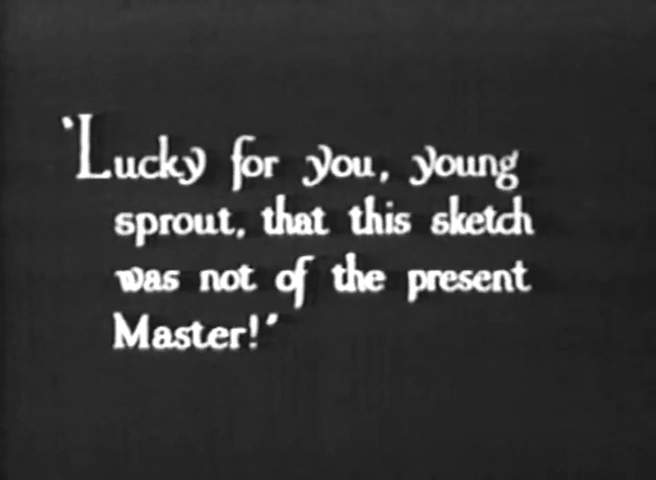 'Lucky for you, young
sprout, that this sketch
was not of the present
Master!'